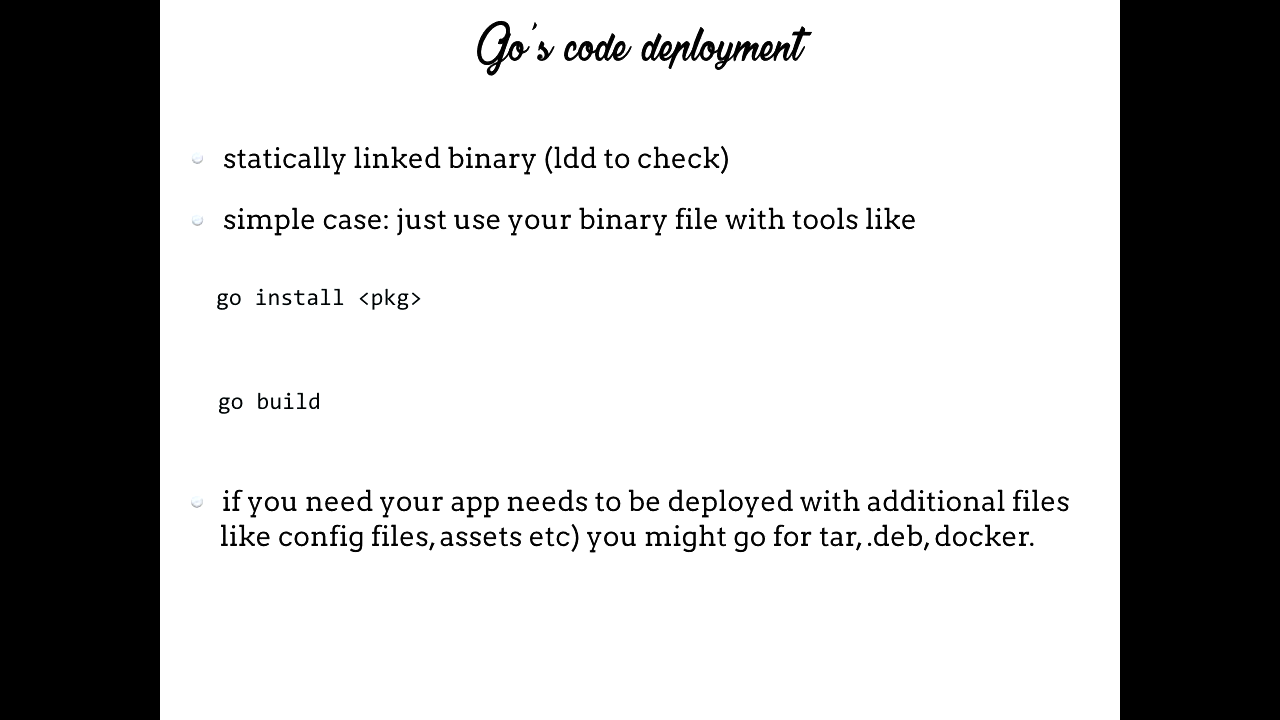 Go's code deployment
statically linked binary (ldd to check)
simple case: just use your binary file with tools like
go install <pkg>
go build
if you need your app needs to be deployed with additional files
like config files, assets etc) you might go for tar, .deb, docker.